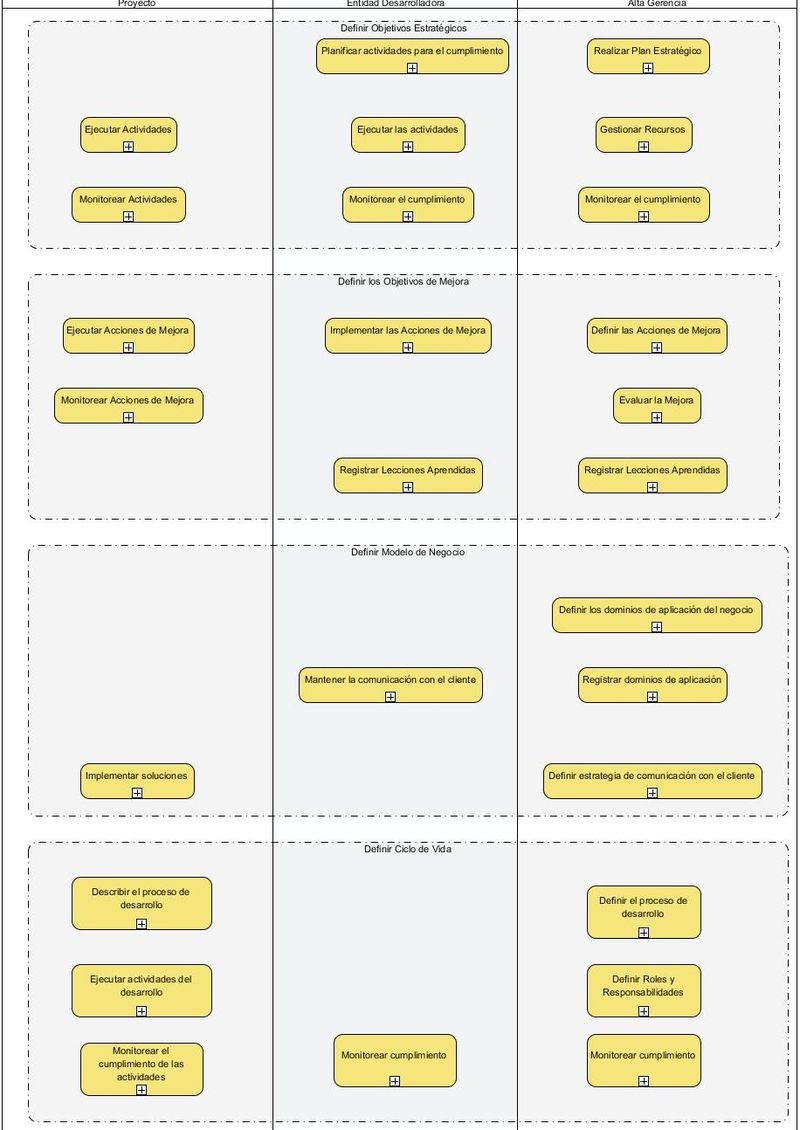 Proyecto
Entidad Desarrolladora
Alta Gerencia
Definir Objetivos Estratégicos
Planificar actividades para el cumplimiento
Realizar Plan Estratégico
Ejecutar Actividades
Ejecutar las actividades
Gestionar Recursos
Monitorear Actividades
Monitorear el cumplimiento
Monitorear el cumplimiento
Definir los Objetivos de Mejora
Ejecutar Acciones de Mejora
Implementar las Acciones de Mejora
Definir las Acciones de Mejora
Monitorear Acciones de Mejora
Evaluar la Mejora
Registrar Lecciones Aprendidas
Registrar Lecciones Aprendidas
Definir Modelo de Negocio
Definir los dominios de aplicación del negocio
Mantener la comunicación con el cliente
Registrar dominios de aplicación
Implementar soluciones
Definir estrategia de comunicación con el cliente
Definir Ciclo de Vida
Describir el proceso de
desarrollo
Definir el proceso de
desarrollo
Ejecutar actividades del
desarrollo
Definir Roles y
Responsabilidades
Monitorear el
cumplimiento de las
actividades
Monitorear cumplimiento
Monitorear cumplimiento